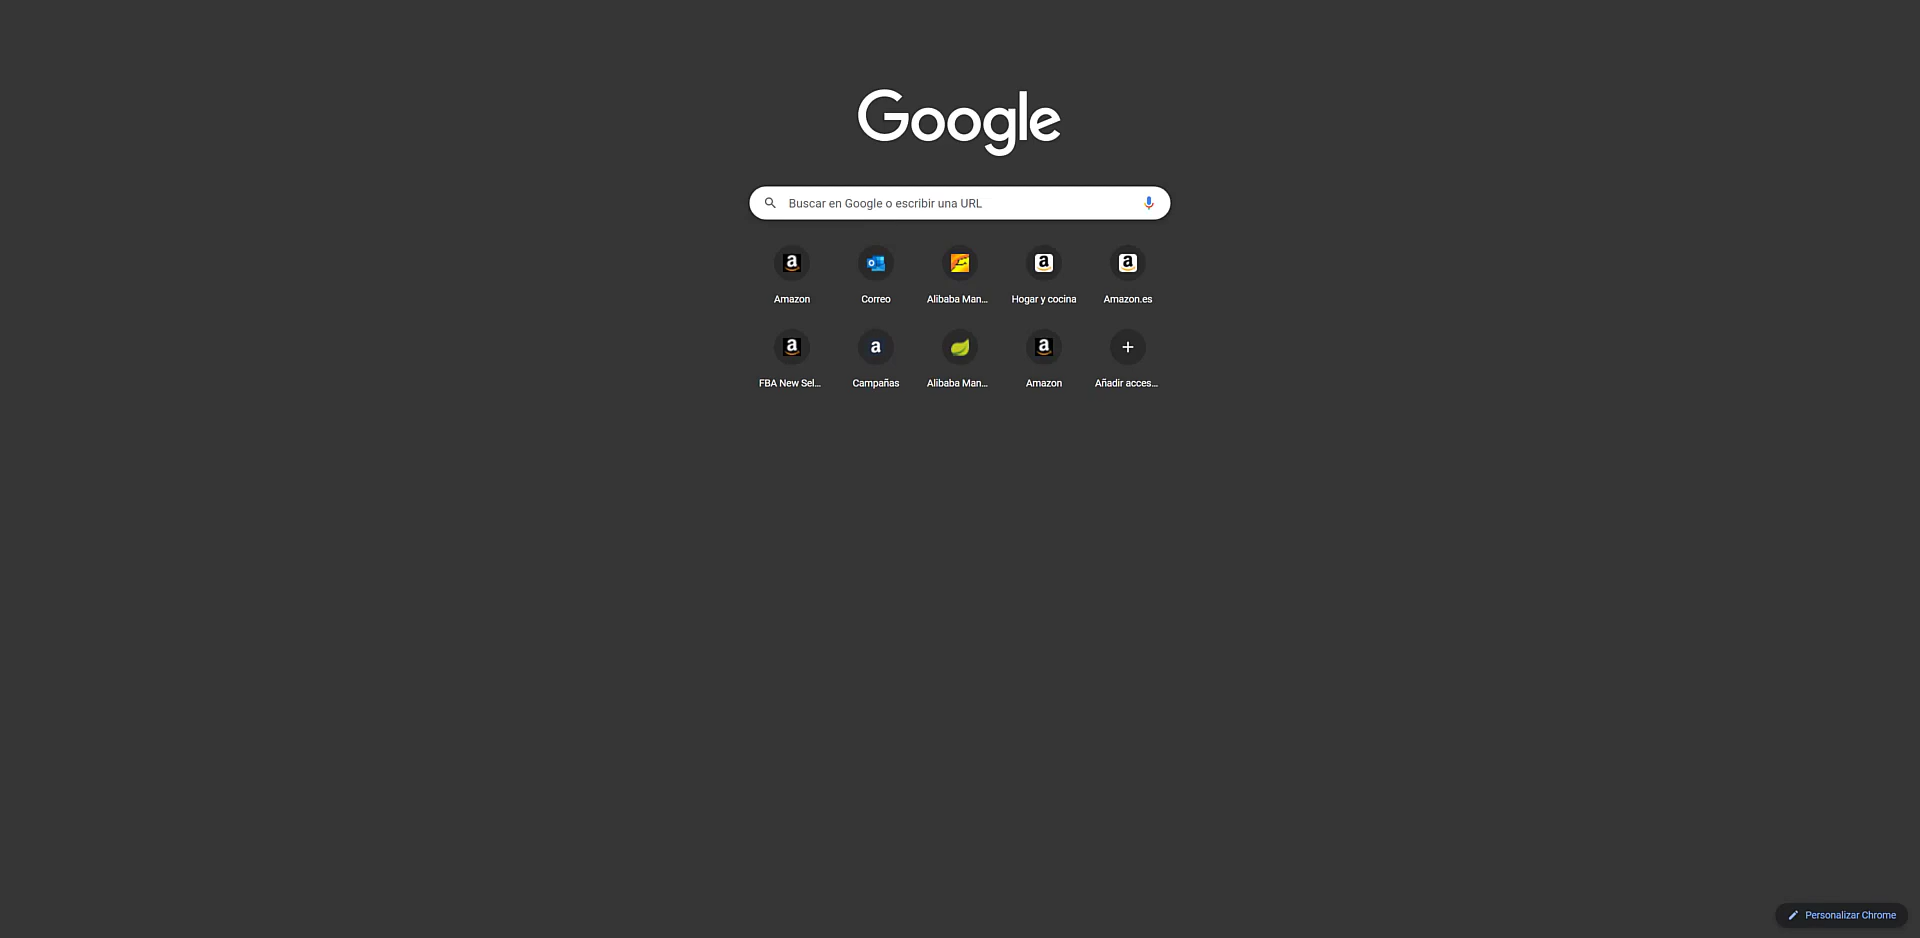 Google
Buscar en Google o escribir una URL
Amazon
Correo
Alibaba Man...
Hogar y cocina
Amazon.es
FBA New Sel...
Campañas
Alibaba Man...
Amazon
Añadir acces...
Personalizar Chrome